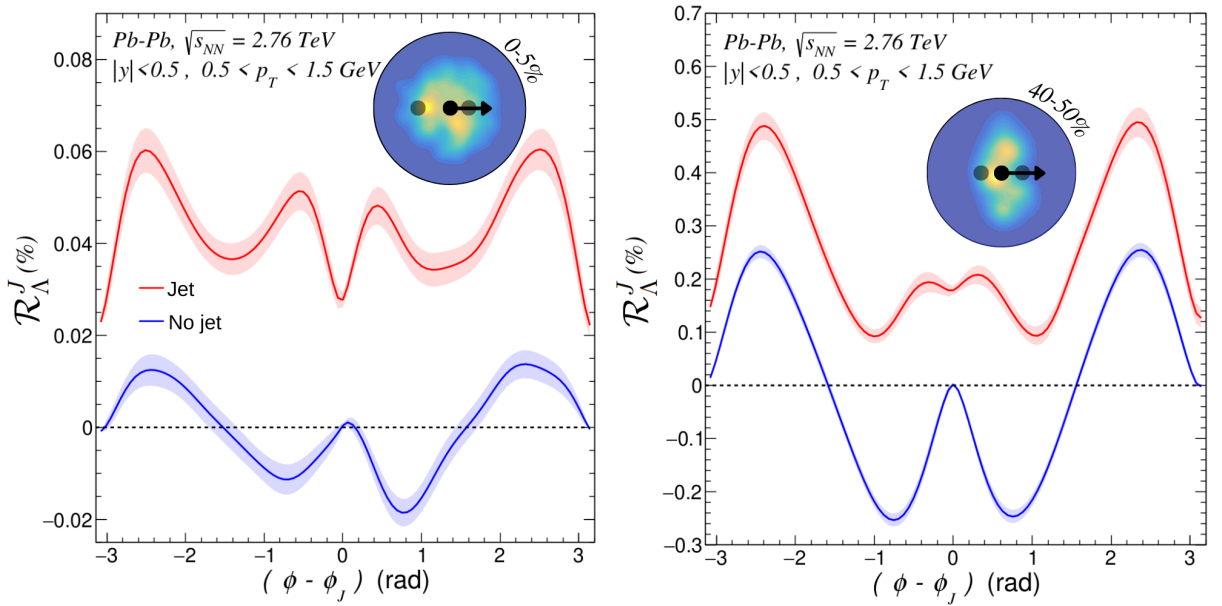 Pb-Pb, √s_NN = 2.76 TeV
|y|<0.5 , 0.5 < p_T < 1.5 GeV
0-5%
0.08
0.06
0.04
0.02
0
−0.02
R_Λ^J (%)
Jet
No jet
−3 −2 −1 0 1 2 3
( ϕ - ϕ_J ) (rad)
Pb-Pb, √s_NN = 2.76 TeV
|y|<0.5 , 0.5 < p_T < 1.5 GeV
40-50%
0.7
0.6
0.5
0.4
0.3
0.2
0.1
0
−0.1
−0.2
−0.3
R_Λ^J (%)
−3 −2 −1 0 1 2 3
( ϕ - ϕ_J ) (rad)